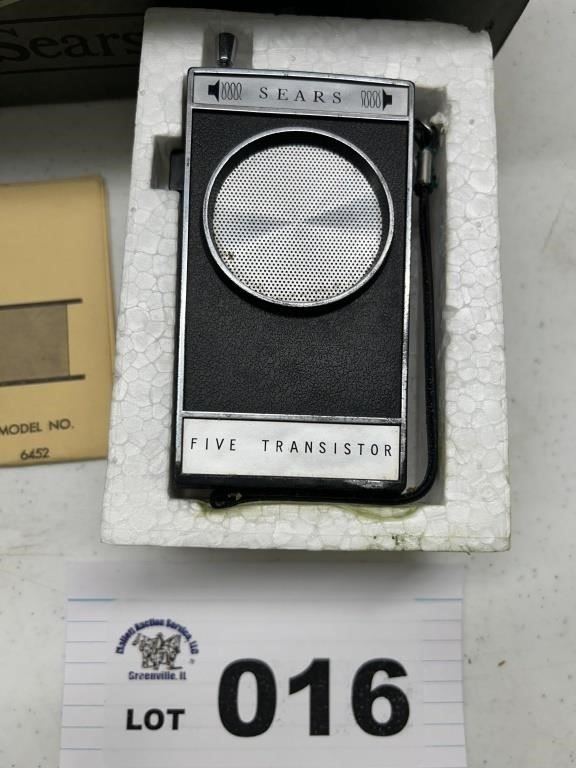 Sears
SEARS
FIVE TRANSISTOR
MODEL NO.
6452
Mallett Auction Service, LLC
Greenville, IL
LOT 016